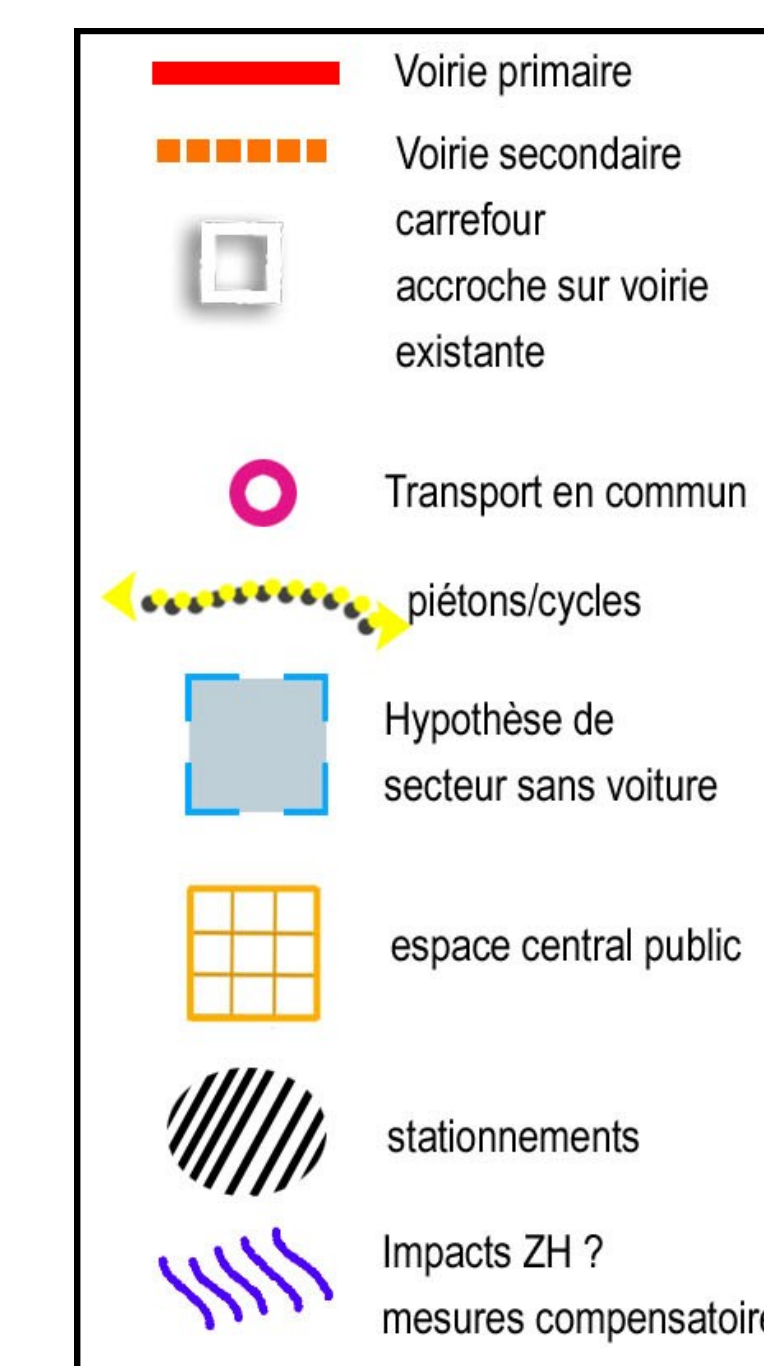 Voirie primaire
Voirie secondaire
carrefour
accroche sur voirie
existante
Transport en commun
piétons/cycles
Hypothèse de
secteur sans voiture
espace central public
stationnements
Impacts ZH ?
mesures compensatoire